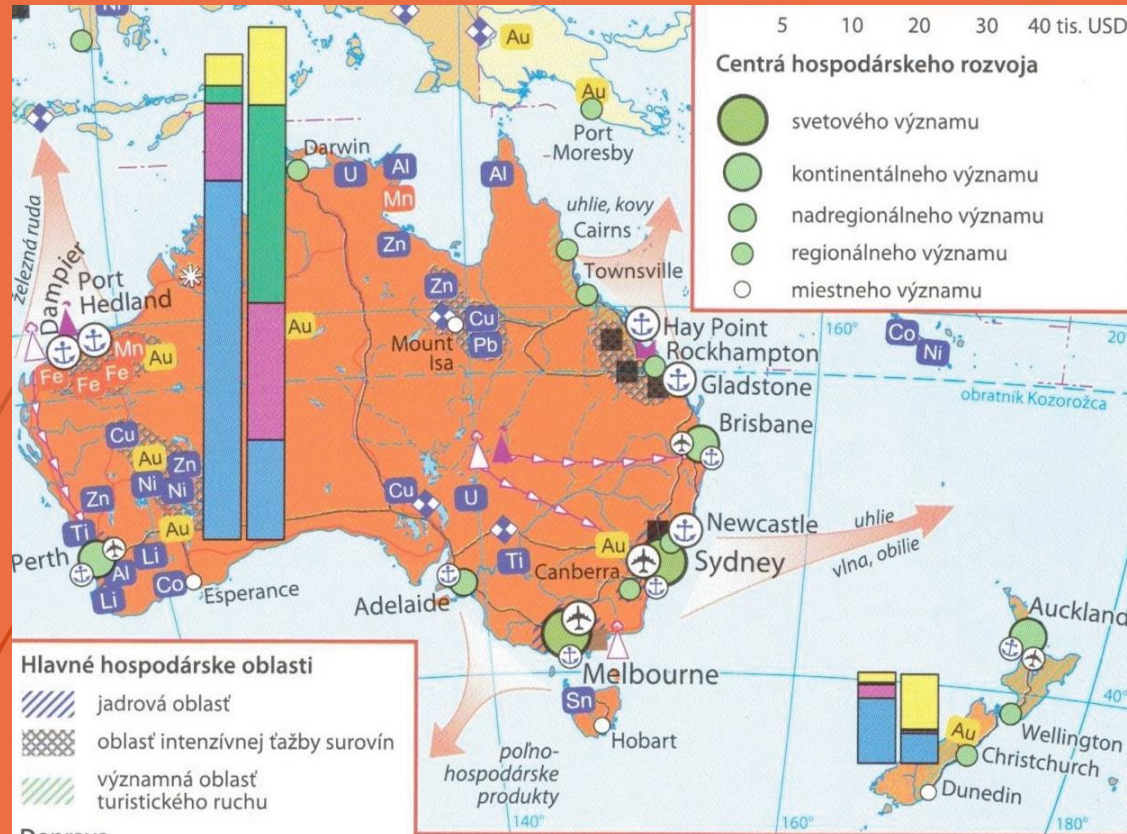 5 10 20 30 40 tis. USD
Centrá hospodárskeho rozvoja
svetového významu
kontinentálneho významu
nadregionálneho významu
regionálneho významu
miestneho významu
Ni
Au
Au
Port
Moresby
Darwin
U
Al
Mn
Al
Zn
uhlie, kovy
Cairns
Townsville
železná ruda
Dampier
Port
Hedland
Mn
Au
Fe
Fe
Fe
Au
Zn
Cu
Pb
Mount
Isa
Hay Point
Rockhampton
Gladstone
160°
Co
Ni
20°
obratník Kozorožca
Brisbane
Cu
Au
Zn
Ni
Ni
Zn
Au
Ti
Perth
Li
Al
Li
Co
Esperance
Cu
U
Ti
Au
Canberra
Adelaide
Newcastle
Sydney
uhlie
vlna, obilie
Melbourne
Sn
Hobart
poľno-
hospodárske
produkty
Auckland
40°
Wellington
Au
Christchurch
Dunedin
140°
160°
180°
Hlavné hospodárske oblasti
jadrová oblasť
oblasť intenzívnej ťažby surovín
významná oblasť
turistického ruchu